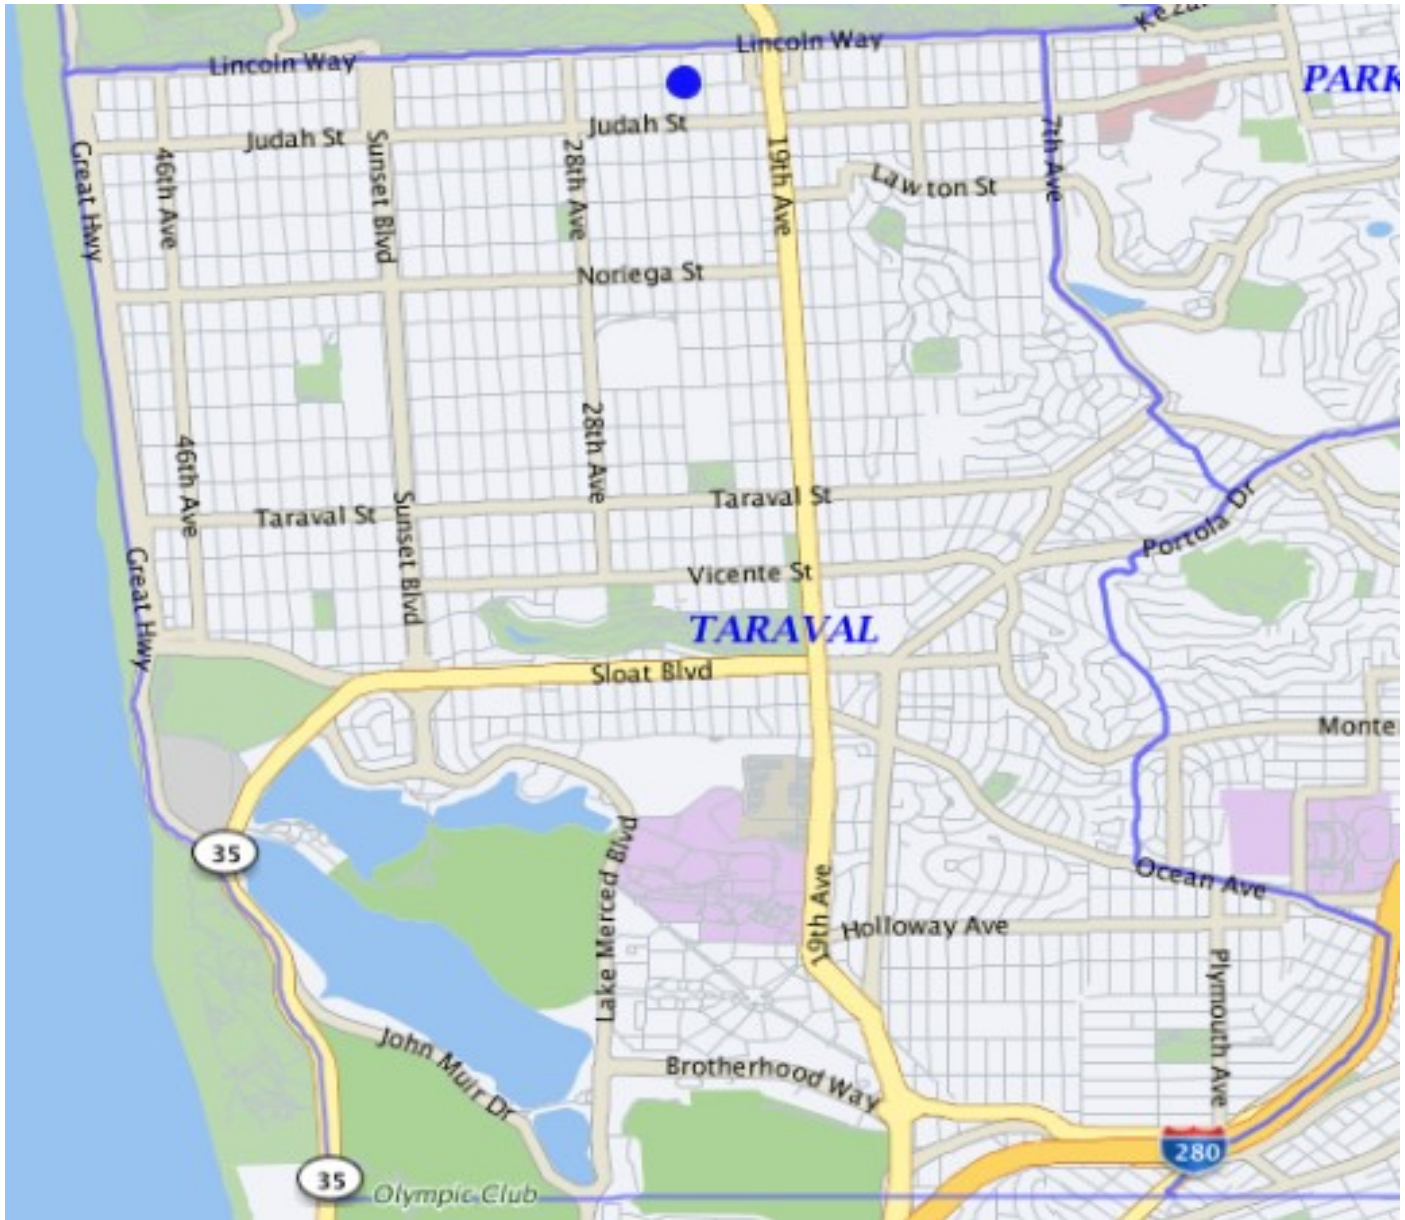 Kezar
Lincoln Way
Lincoln Way
PARK
Judah St
Judah St
Great Hwy
46th Ave
Sunset Blvd
28th Ave
19th Ave
7th Ave
Lawton St
Noriega St
28th Ave
46th Ave
Taraval St
Taraval St
Sunset Blvd
Portola Dr
Great Hwy
Vicente St
TARAVAL
Sloat Blvd
Monte
35
Lake Merced Blvd
19th Ave
Ocean Ave
Holloway Ave
Plymouth Ave
John Muir Dr
Brotherhood Way
280
35
Olympic Club